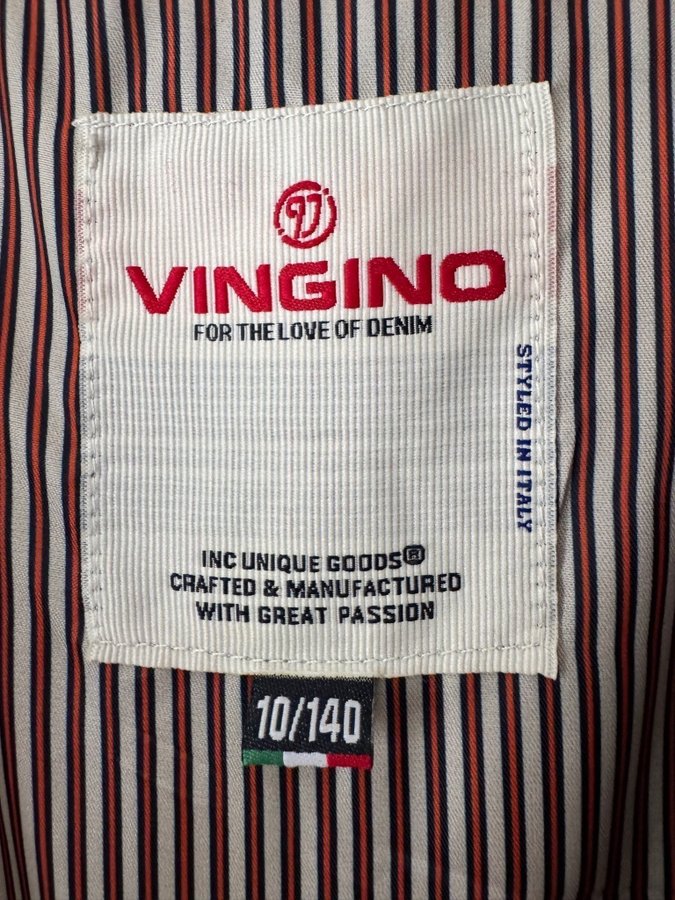 VINGINO
FOR THE LOVE OF DENIM
STYLED IN ITALY
INC UNIQUE GOODS®
CRAFTED & MANUFACTURED
WITH GREAT PASSION
10/140